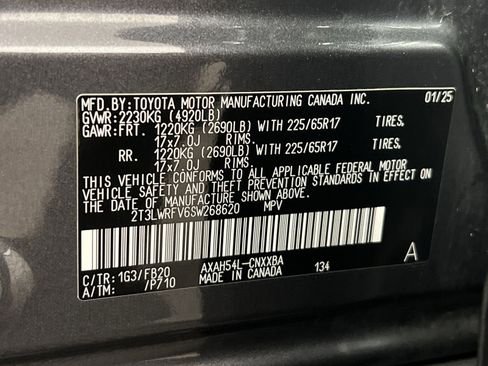 MFD.BY:TOYOTA MOTOR MANUFACTURING CANADA INC. 01/25
GVWR:2230KG (4920LB)
GAWR:FRT. 1220KG (2690LB) WITH 225/65R17 TIRES,
17x7.0J RIMS.
RR. 1220KG (2690LB) WITH 225/65R17 TIRES,
17x7.0J RIMS.
THIS VEHICLE CONFORMS TO ALL APPLICABLE FEDERAL MOTOR
VEHICLE SAFETY AND THEFT PREVENTION STANDARDS IN EFFECT
ON THE DATE OF MANUFACTURE SHOWN ABOVE.
2T3LWRFV6SW268620 MPV
C/TR:1G3/FB20 AXAH54L-CNXXBA A
A/TM: /P710 MADE IN CANADA 134